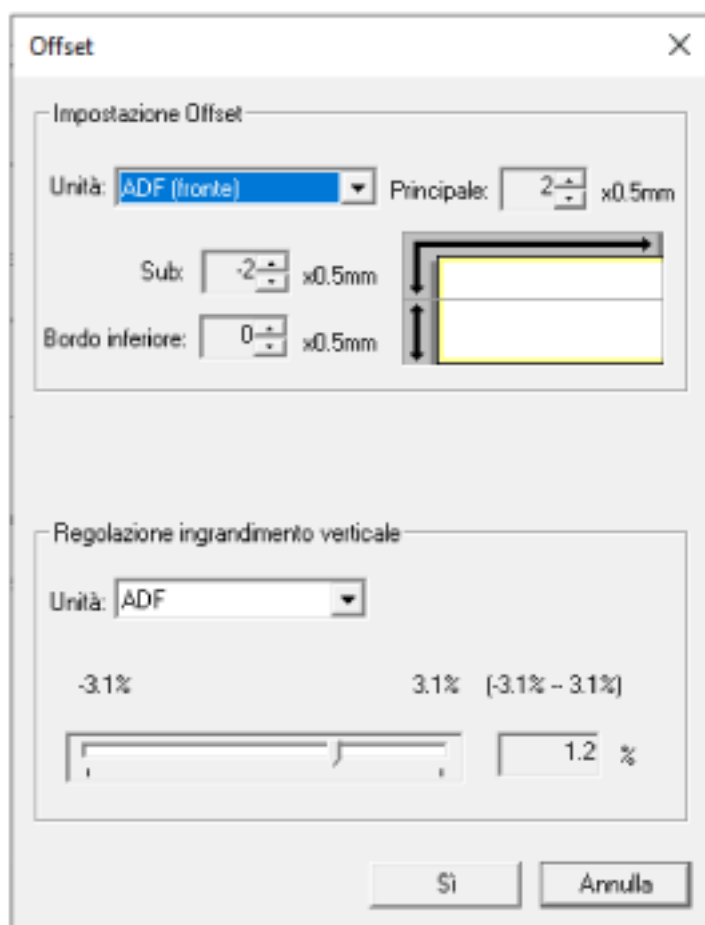 Offset
Impostazione Offset
Unità: ADF (fronte) Principale: 2 x0.5mm
Sub: -2 x0.5mm
Bordo inferiore: 0 x0.5mm
Regolazione ingrandimento verticale
Unità: ADF
-3.1% 3.1% (-3.1% -- 3.1%)
1.2 %
Sì Annulla